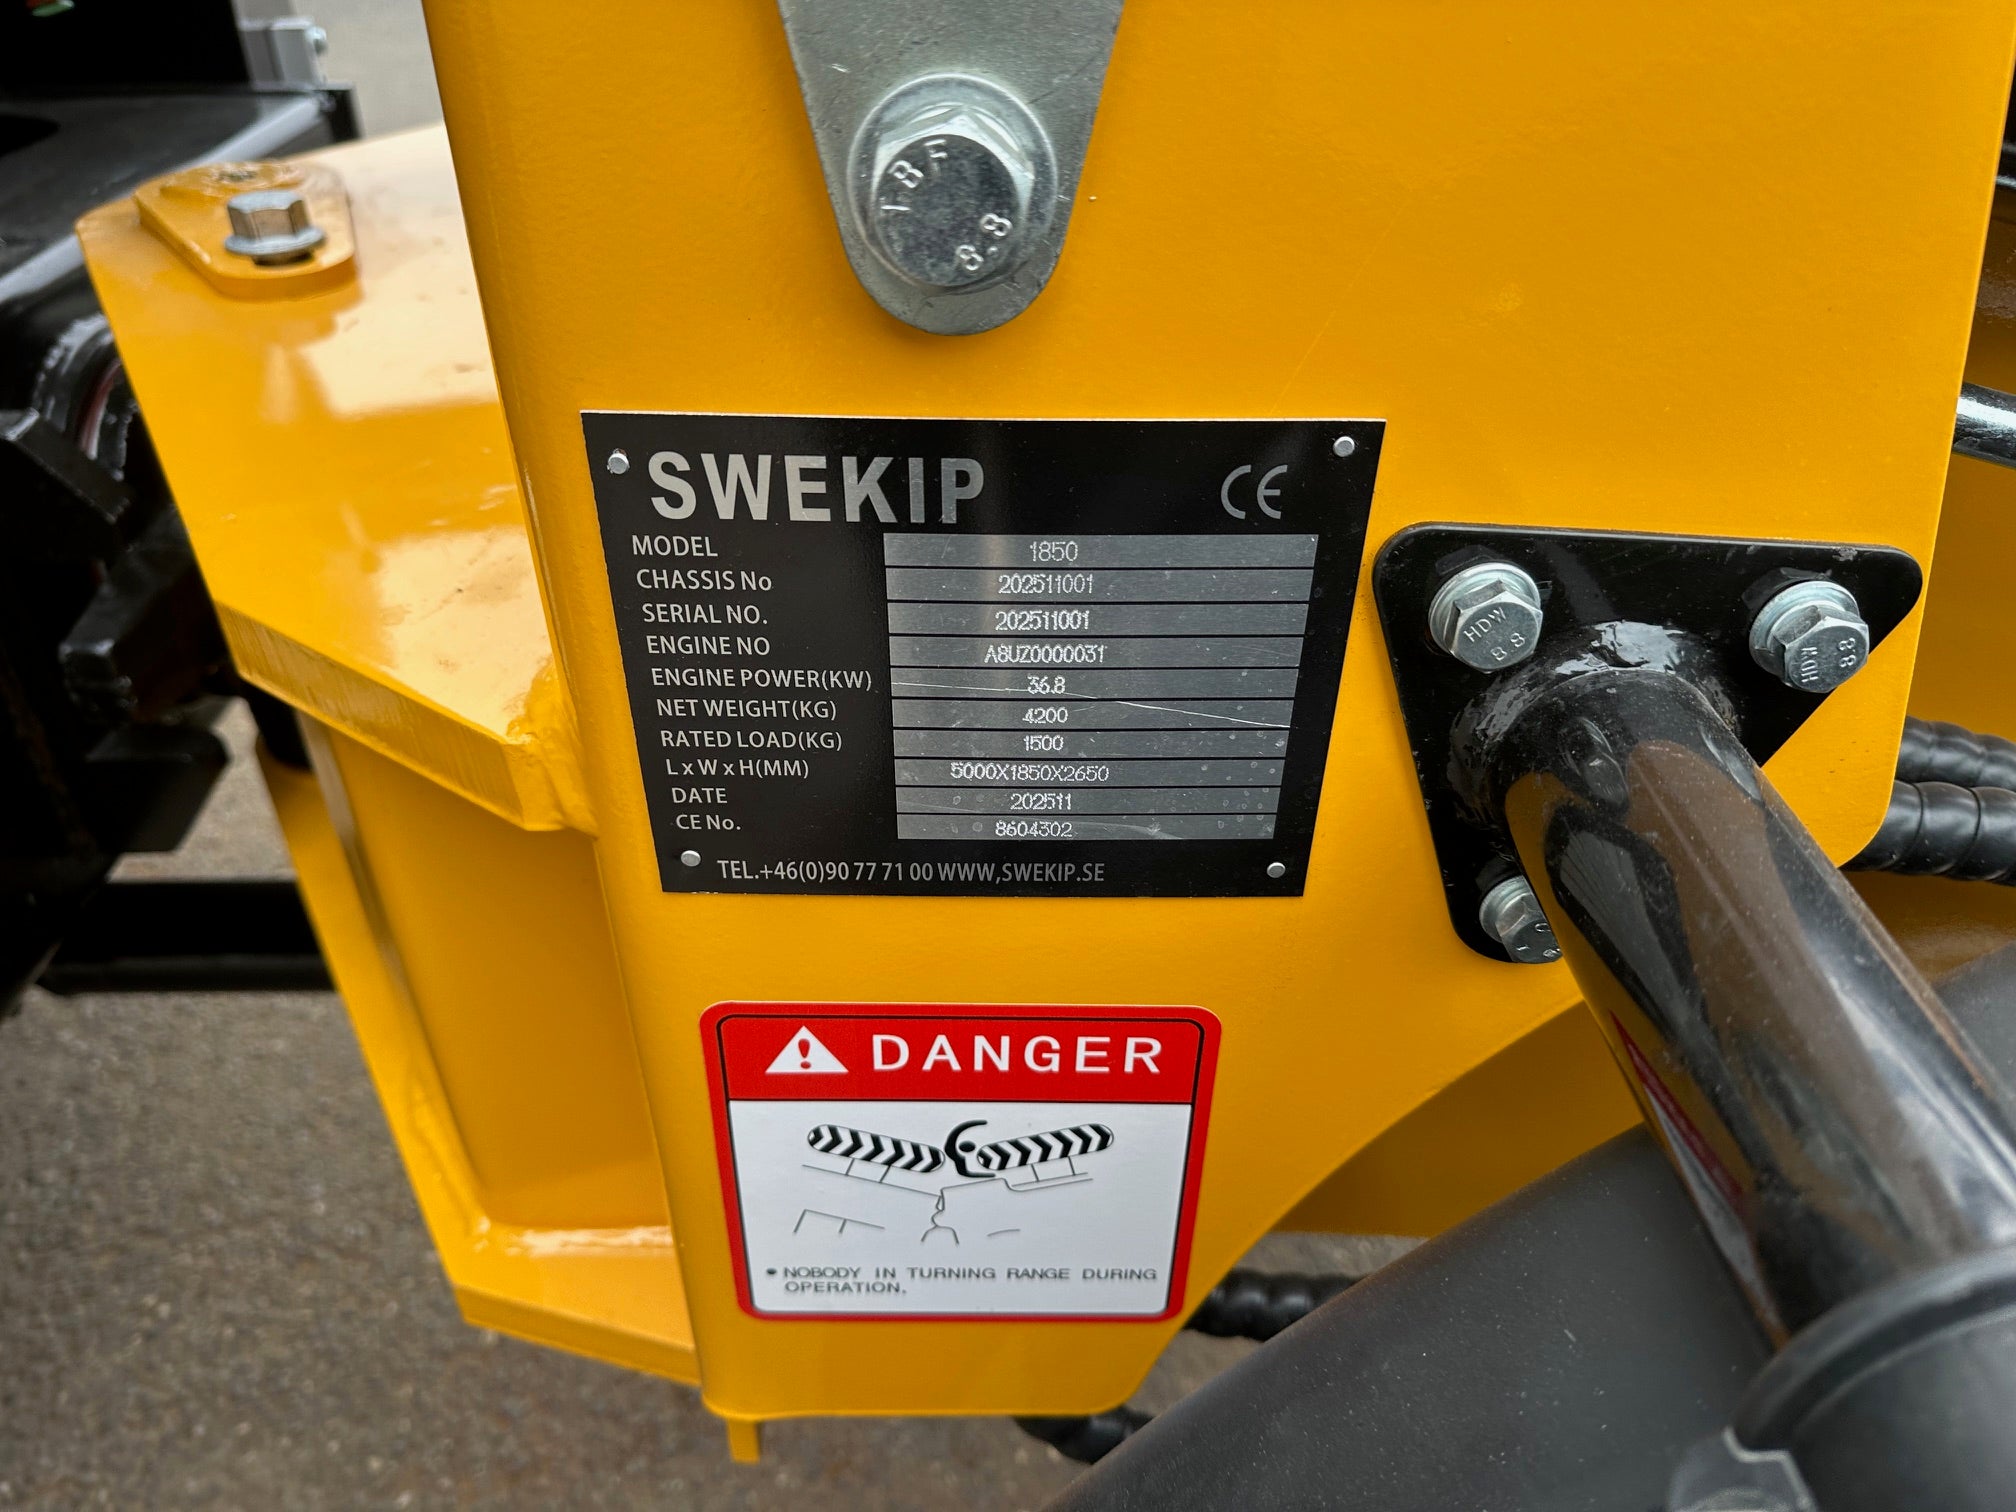 TBF
8.8
SWEKIP CE
MODEL 1850
CHASSIS No 202511001
SERIAL NO. 202511001
ENGINE NO A8UZ0000031
ENGINE POWER(KW) 36.8
NET WEIGHT(KG) 4200
RATED LOAD(KG) 1500
L x W x H(MM) 5000X1850X2650
DATE 202511
CE No. 8604302
TEL.+46(0)90 77 71 00 WWW,SWEKIP.SE
HDW
8.8
HDW
8.8
DANGER
• NOBODY IN TURNING RANGE DURING
OPERATION.